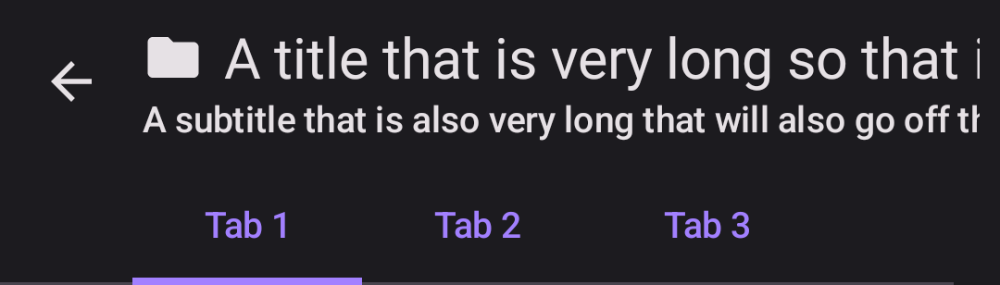 A title that is very long so that
A subtitle that is also very long that will also go off
Tab 1 Tab 2 Tab 3